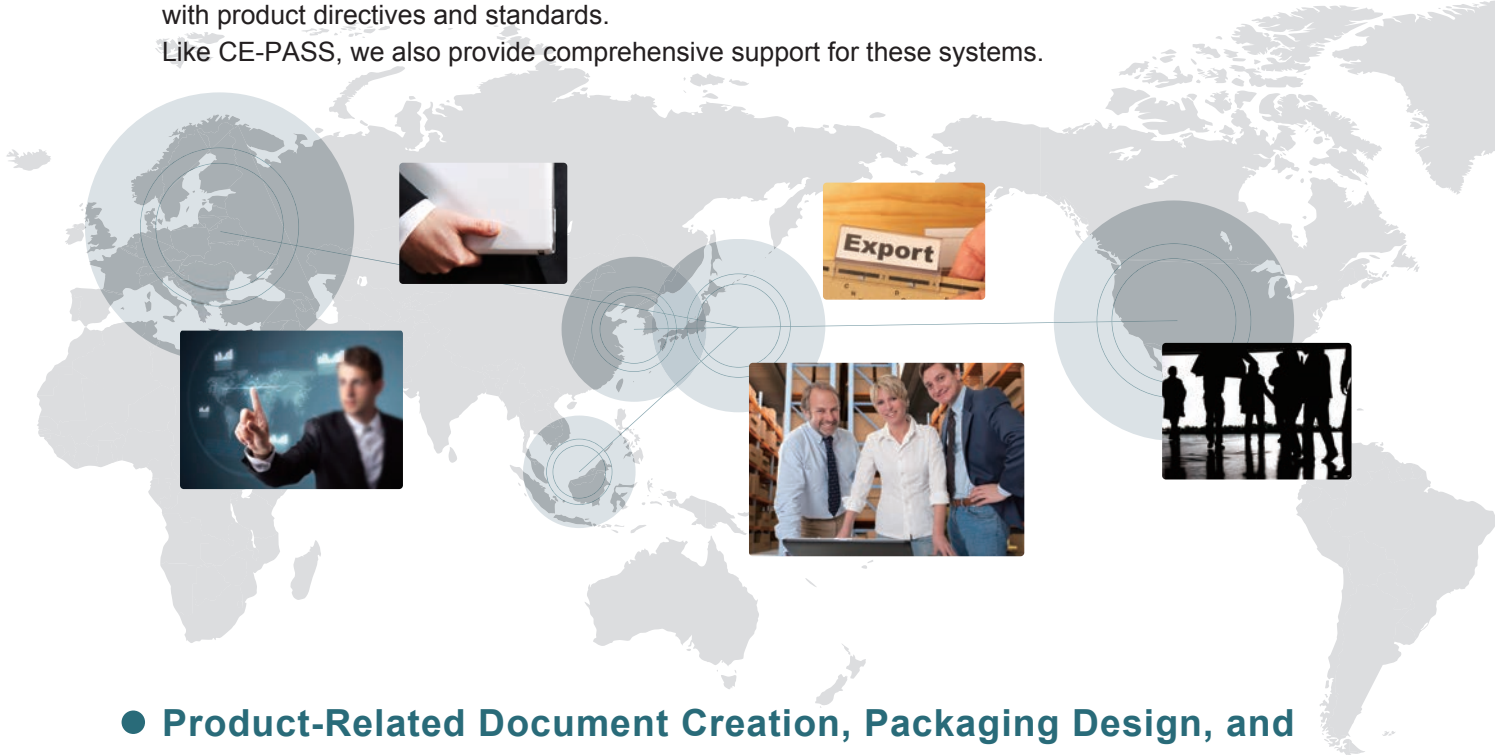 with product directives and standards.
Like CE-PASS, we also provide comprehensive support for these systems.
Export
● Product-Related Document Creation, Packaging Design, and